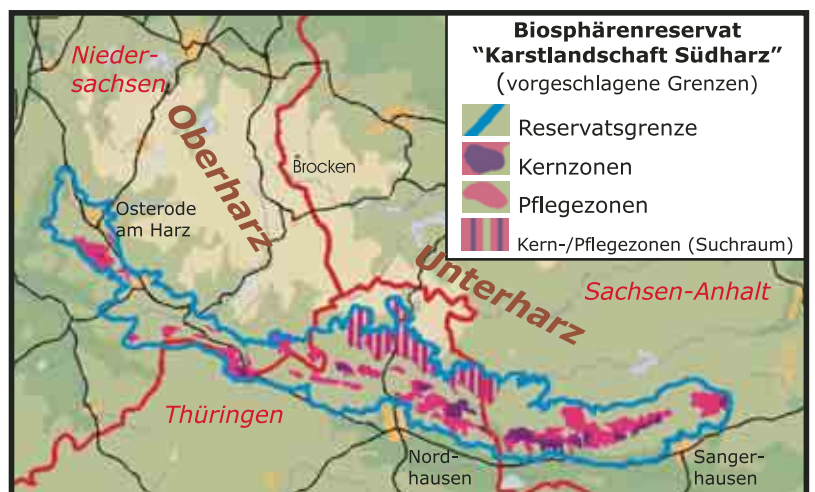 Biosphärenreservat
“Karstlandschaft Südharz”
(vorgeschlagene Grenzen)
Reservatsgrenze
Kernzonen
Pflegezonen
Kern-/Pflegezonen (Suchraum)
Nieder-
sachsen
Oberharz
Brocken
Osterode
am Harz
Unterharz
Sachsen-Anhalt
Thüringen
Nord-
hausen
Sanger-
hausen